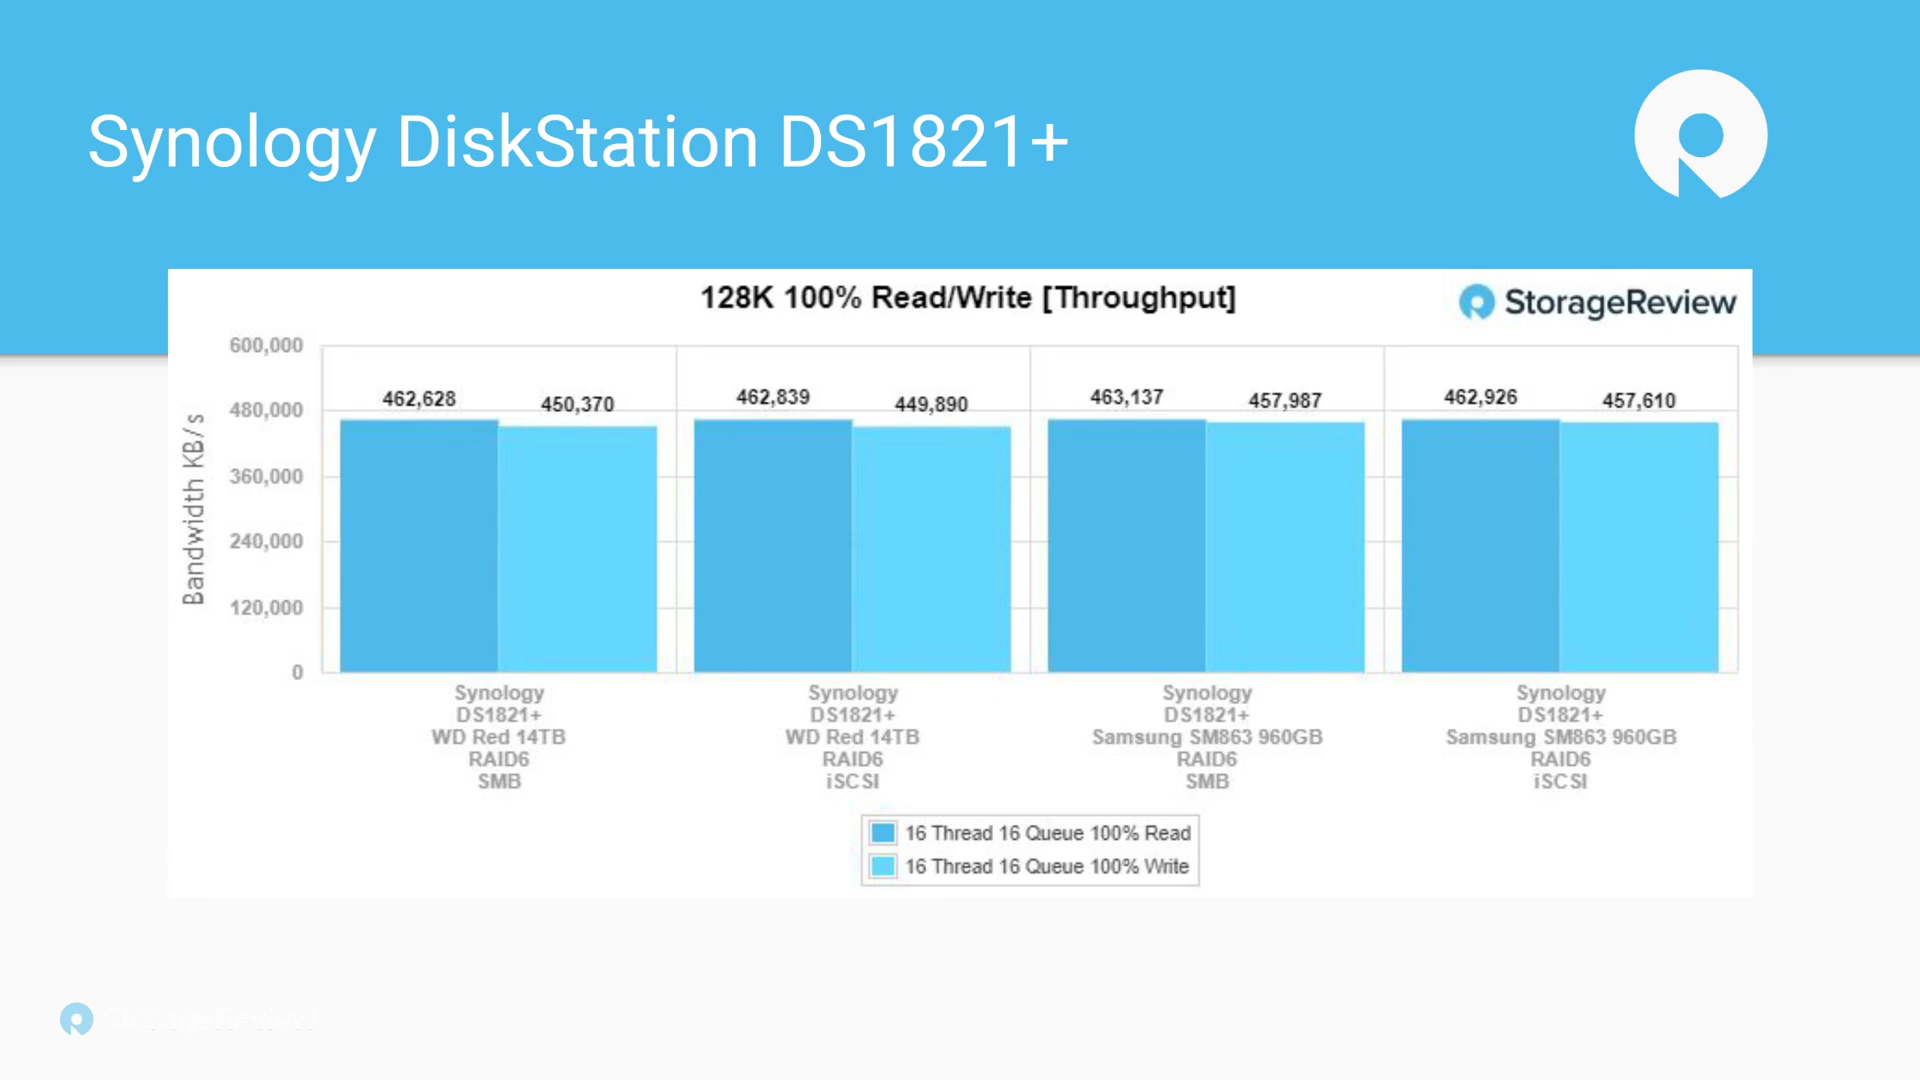 Synology DiskStation DS1821+
128K 100% Read/Write [Throughput]
StorageReview
Bandwidth KB/s
600,000
480,000
360,000
240,000
120,000
0
462,628
450,370
462,839
449,890
463,137
457,987
462,926
457,610
Synology
DS1821+
WD Red 14TB
RAID6
SMB
Synology
DS1821+
WD Red 14TB
RAID6
iSCSI
Synology
DS1821+
Samsung SM863 960GB
RAID6
SMB
Synology
DS1821+
Samsung SM863 960GB
RAID6
iSCSI
16 Thread 16 Queue 100% Read
16 Thread 16 Queue 100% Write